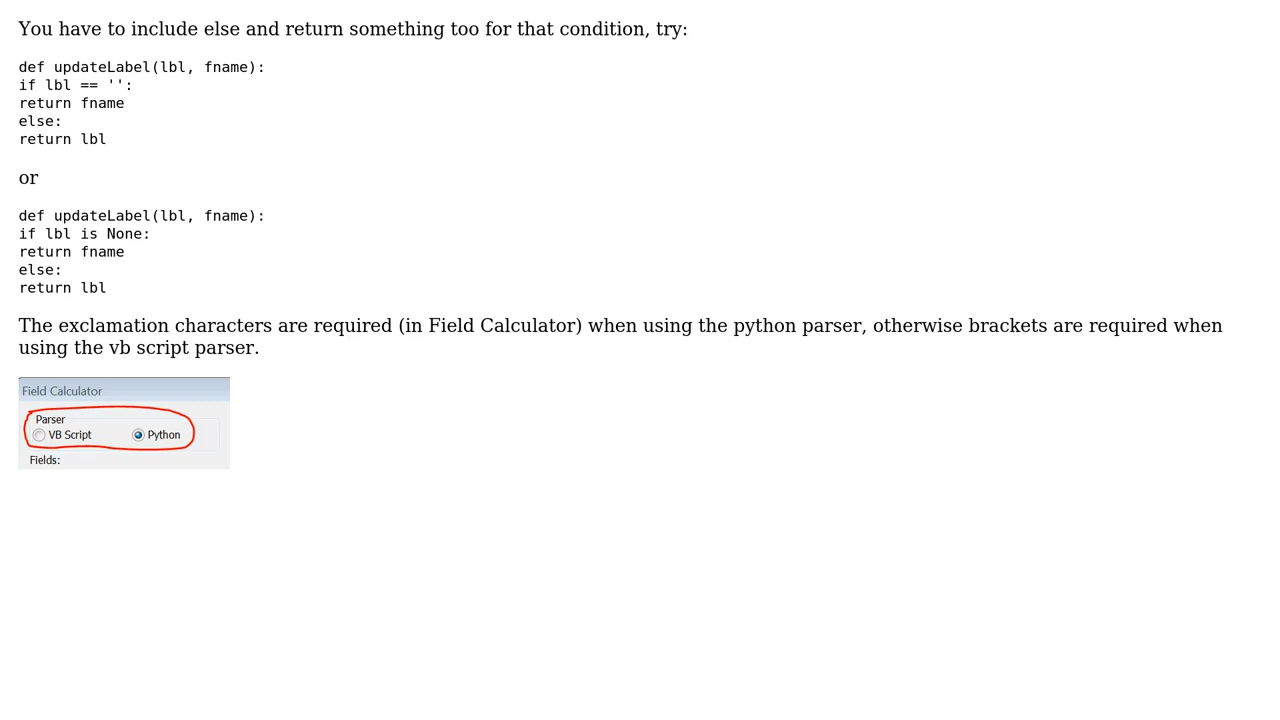 You have to include else and return something too for that condition, try:
def updateLabel(lbl, fname):
if lbl == '':
return fname
else:
return lbl
or
def updateLabel(lbl, fname):
if lbl is None:
return fname
else:
return lbl
The exclamation characters are required (in Field Calculator) when using the python parser, otherwise brackets are required when
using the vb script parser.
Field Calculator
Parser
VB Script Python
Fields: